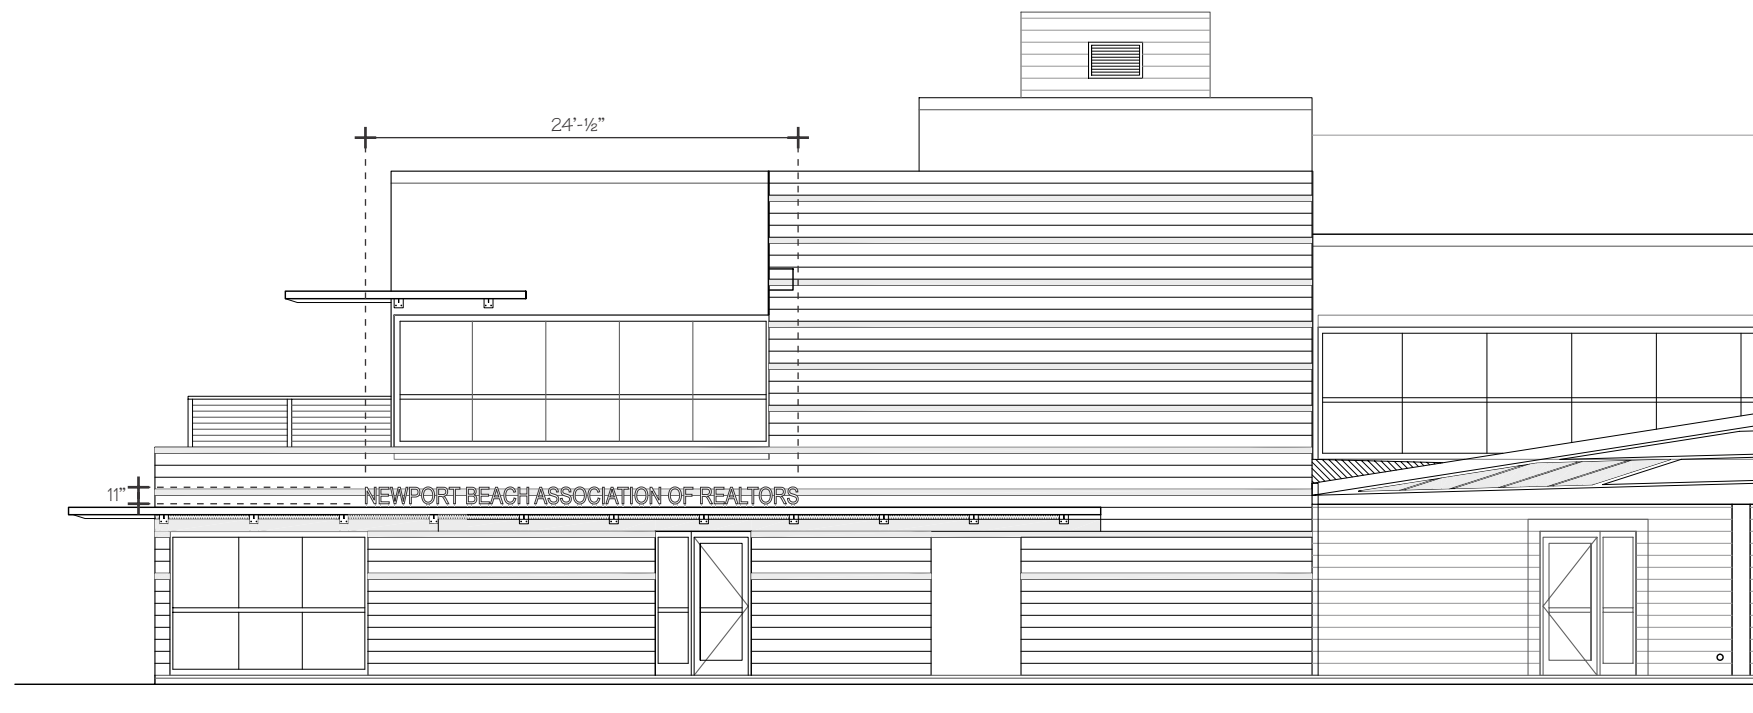 24'-½”
11”
NEWPORT BEACH ASSOCIATION OF REALTORS